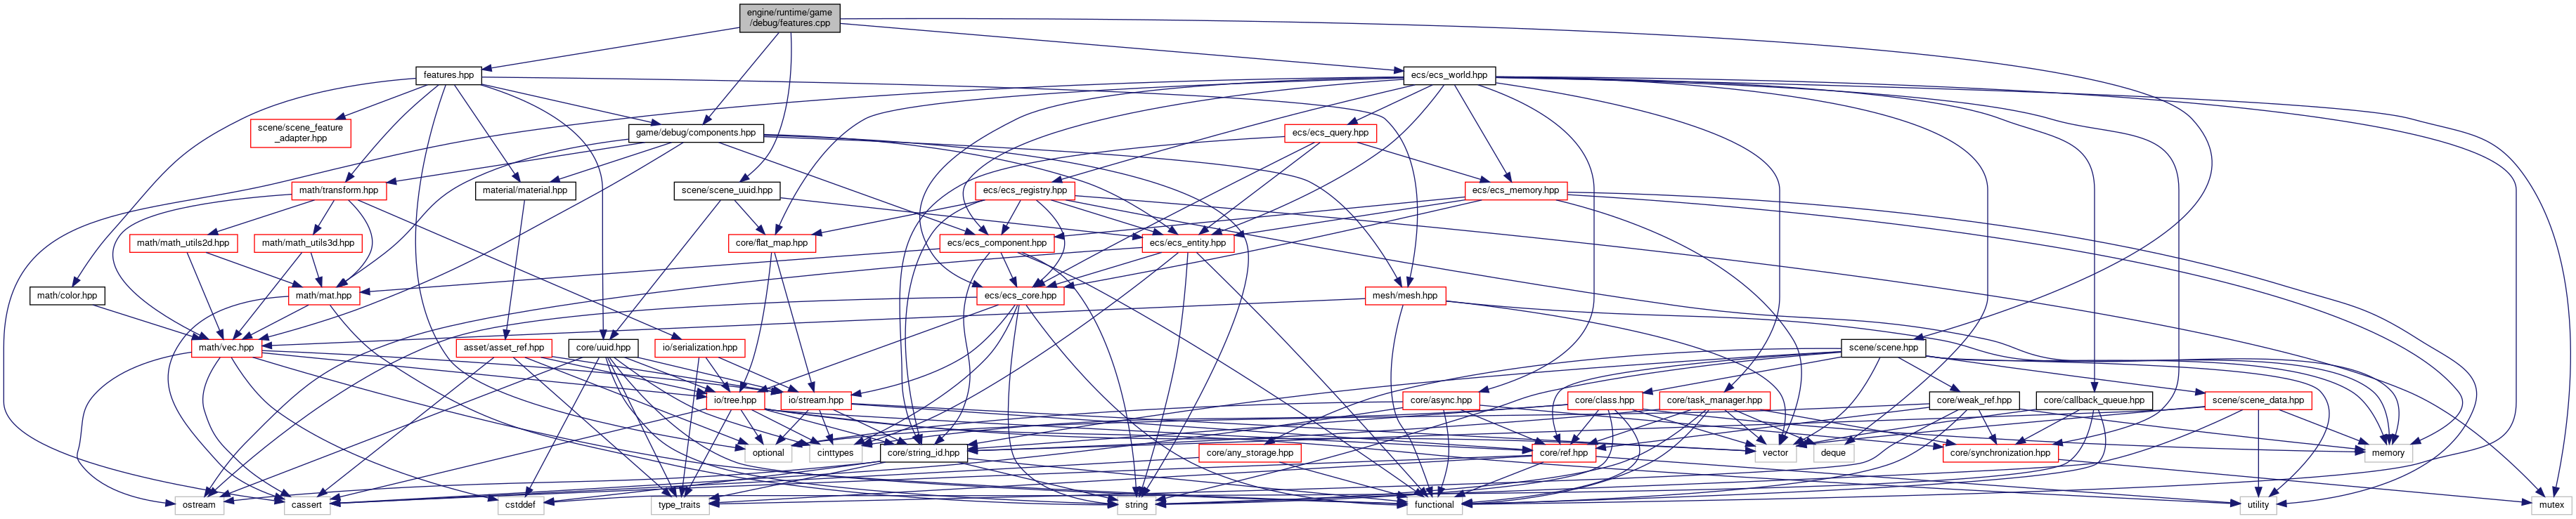 engine/runtime/game
/debug/features.cpp
features.hpp
ecs/ecs_world.hpp
scene/scene_feature
_adapter.hpp
game/debug/components.hpp
ecs/ecs_query.hpp
math/transform.hpp
material/material.hpp
scene/scene_uuid.hpp
ecs/ecs_registry.hpp
ecs/ecs_memory.hpp
math/math_utils2d.hpp
math/math_utils3d.hpp
core/flat_map.hpp
ecs/ecs_component.hpp
ecs/ecs_entity.hpp
math/color.hpp
math/mat.hpp
ecs/ecs_core.hpp
mesh/mesh.hpp
math/vec.hpp
asset/asset_ref.hpp
core/uuid.hpp
io/serialization.hpp
scene/scene.hpp
io/tree.hpp
io/stream.hpp
core/async.hpp
core/class.hpp
core/task_manager.hpp
core/weak_ref.hpp
core/callback_queue.hpp
scene/scene_data.hpp
optional
cinttypes
core/string_id.hpp
core/any_storage.hpp
core/ref.hpp
vector
deque
core/synchronization.hpp
memory
ostream
cassert
cstddef
type_traits
string
functional
utility
mutex